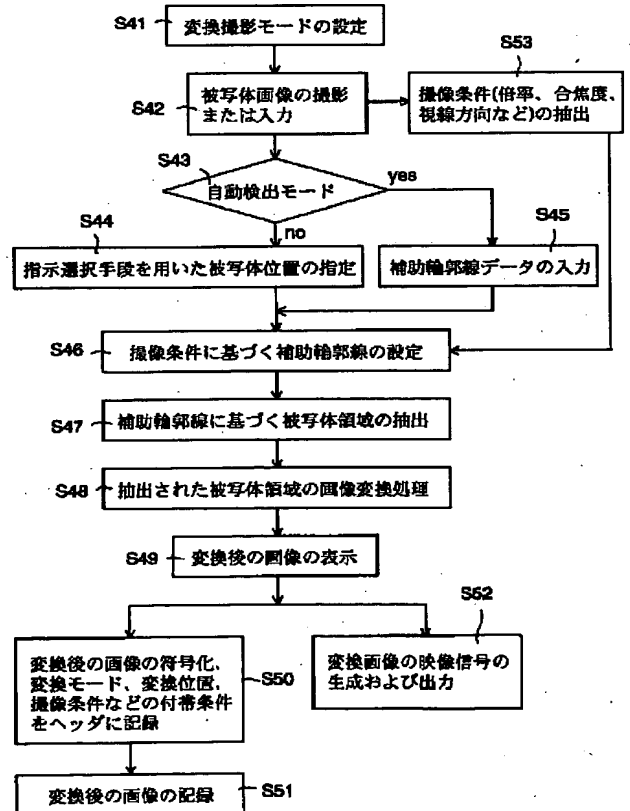 S41
変換撮影モードの設定
S53
S42
被写体画像の撮影
または入力
撮像条件(倍率、合焦度、
視線方向など)の抽出
S43
自動検出モード
yes
no
S44
指示選択手段を用いた被写体位置の指定
S45
補助輪郭線データの入力
S46
撮像条件に基づく補助輪郭線の設定
S47
補助輪郭線に基づく被写体領域の抽出
S48
抽出された被写体領域の画像変換処理
S49
変換後の画像の表示
S52
変換後の画像の符号化、
変換モード、変換位置、
撮像条件などの付帯条件
をヘッダに記録
S50
変換画像の映像信号の
生成および出力
変換後の画像の記録
S51